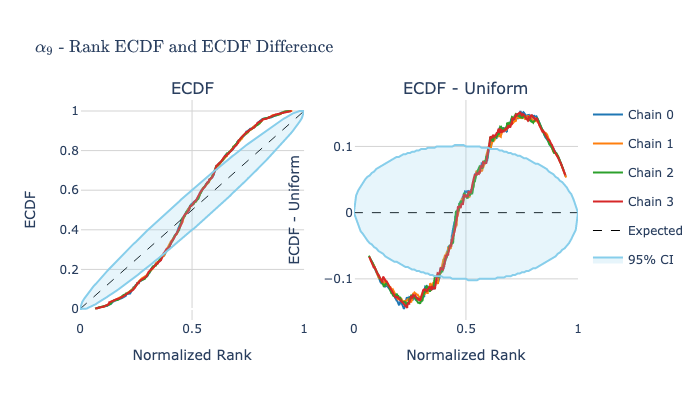 α₉ - Rank ECDF and ECDF Difference
ECDF
ECDF - Uniform
ECDF
1
0.8
0.6
0.4
0.2
0
0
0.5
1
Normalized Rank
ECDF - Uniform
0.1
0
−0.1
0
0.5
1
Normalized Rank
Chain 0
Chain 1
Chain 2
Chain 3
Expected
95% CI